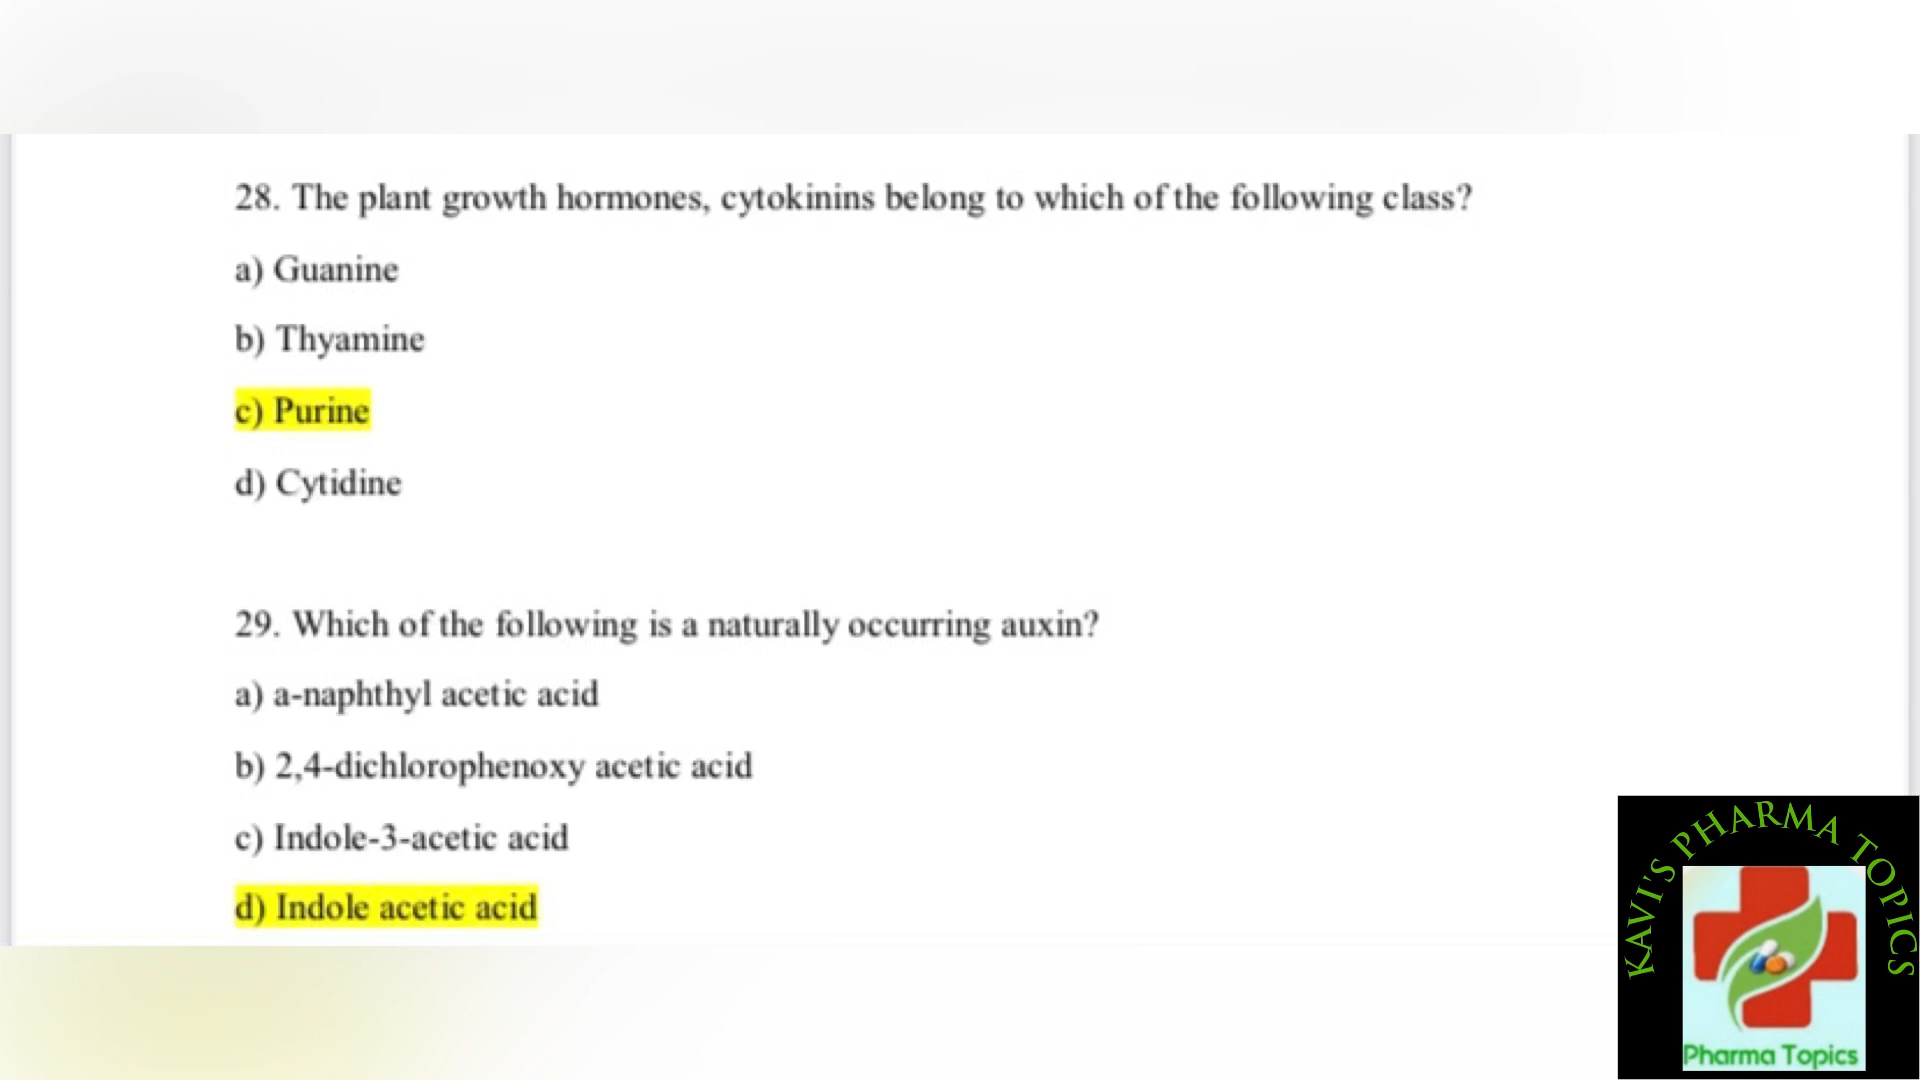 28. The plant growth hormones, cytokinins belong to which of the following class?
a) Guanine
b) Thyamine
c) Purine
d) Cytidine
29. Which of the following is a naturally occurring auxin?
a) a-naphthyl acetic acid
b) 2,4-dichlorophenoxy acetic acid
c) Indole-3-acetic acid
d) Indole acetic acid
KAVI'S PHARMA TOPICS
Pharma Topics